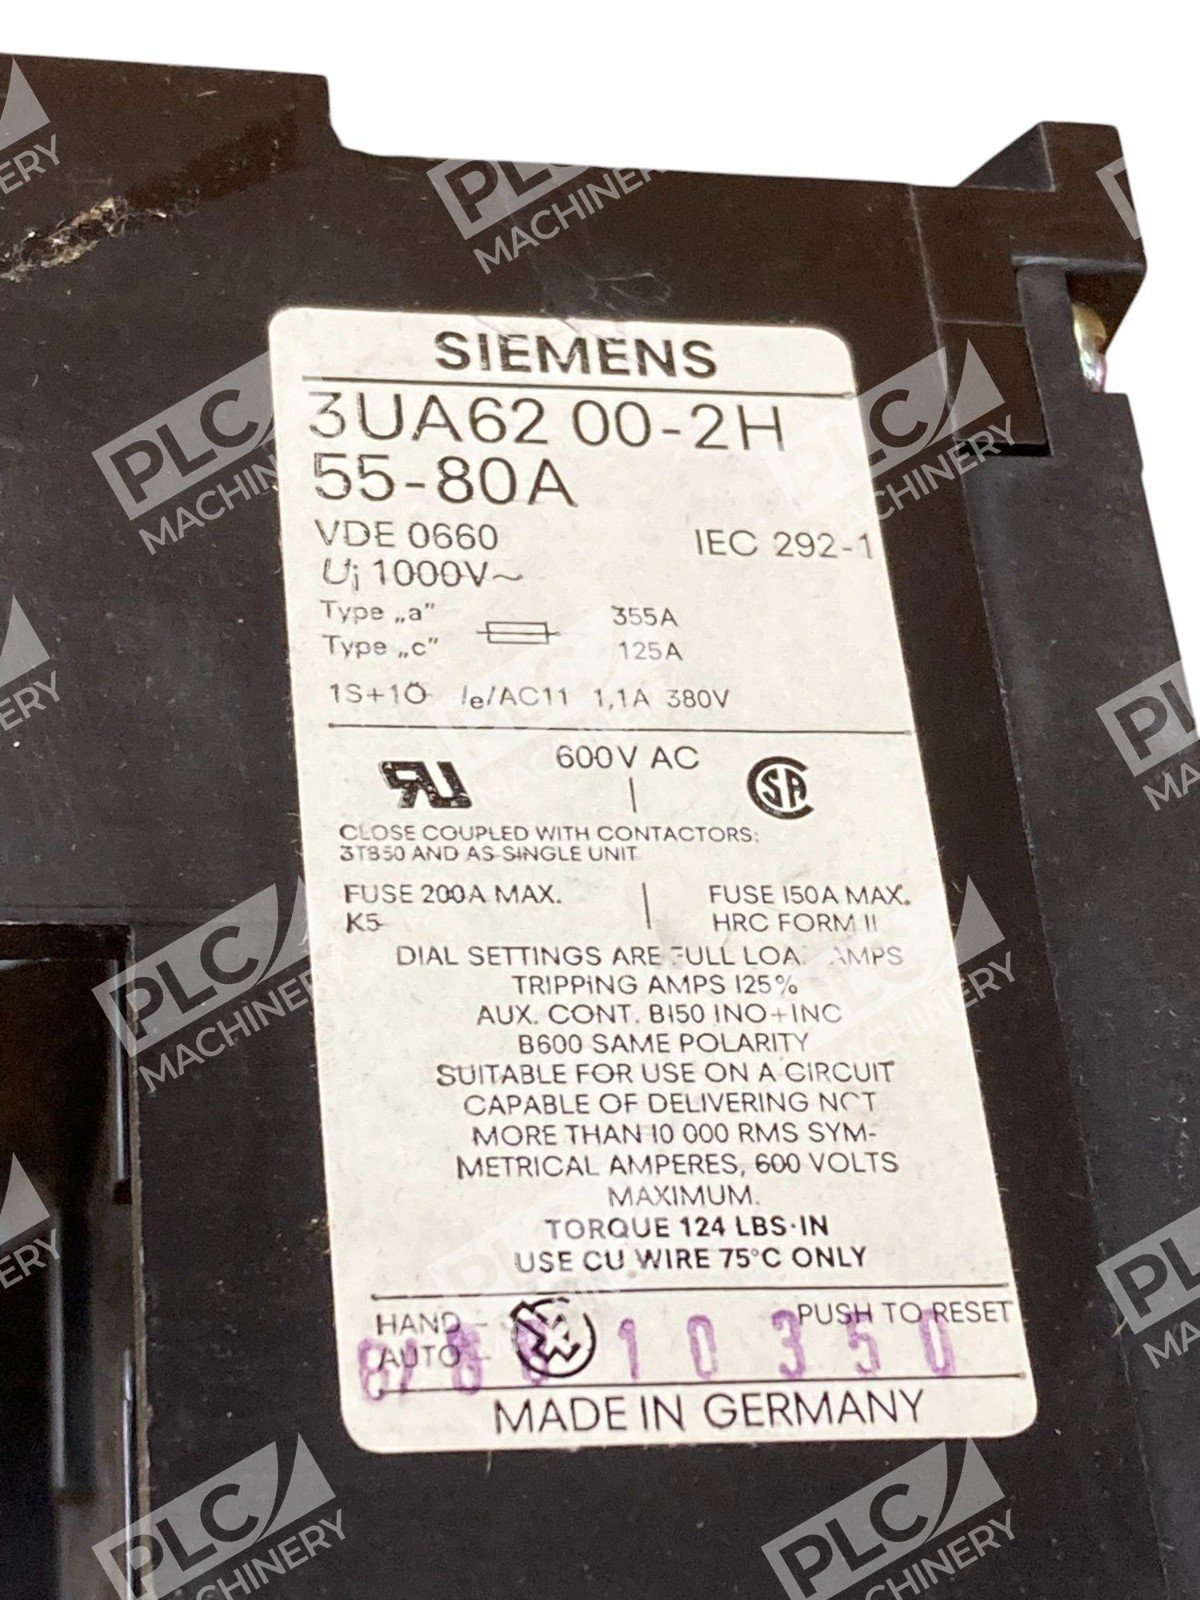 SIEMENS
3UA62 00-2H
55-80A
VDE 0660 IEC 292-1
Ui 1000V~
Type „a" 355A
Type „c" 125A
1S+1Ö Ie/AC11 1,1A 380V
600V AC
CLOSE COUPLED WITH CONTACTORS:
3TB50 AND AS SINGLE UNIT
FUSE 200A MAX. FUSE 150A MAX.
K5 HRC FORM II
DIAL SETTINGS ARE FULL LOAD AMPS
TRIPPING AMPS 125%
AUX. CONT. B150 1NO+1NC
B600 SAME POLARITY
SUITABLE FOR USE ON A CIRCUIT
CAPABLE OF DELIVERING NOT
MORE THAN 10 000 RMS SYM-
METRICAL AMPERES, 600 VOLTS
MAXIMUM.
TORQUE 124 LBS·IN
USE CU WIRE 75°C ONLY
HAND PUSH TO RESET
AUTO
10350
MADE IN GERMANY
PLC MACHINERY